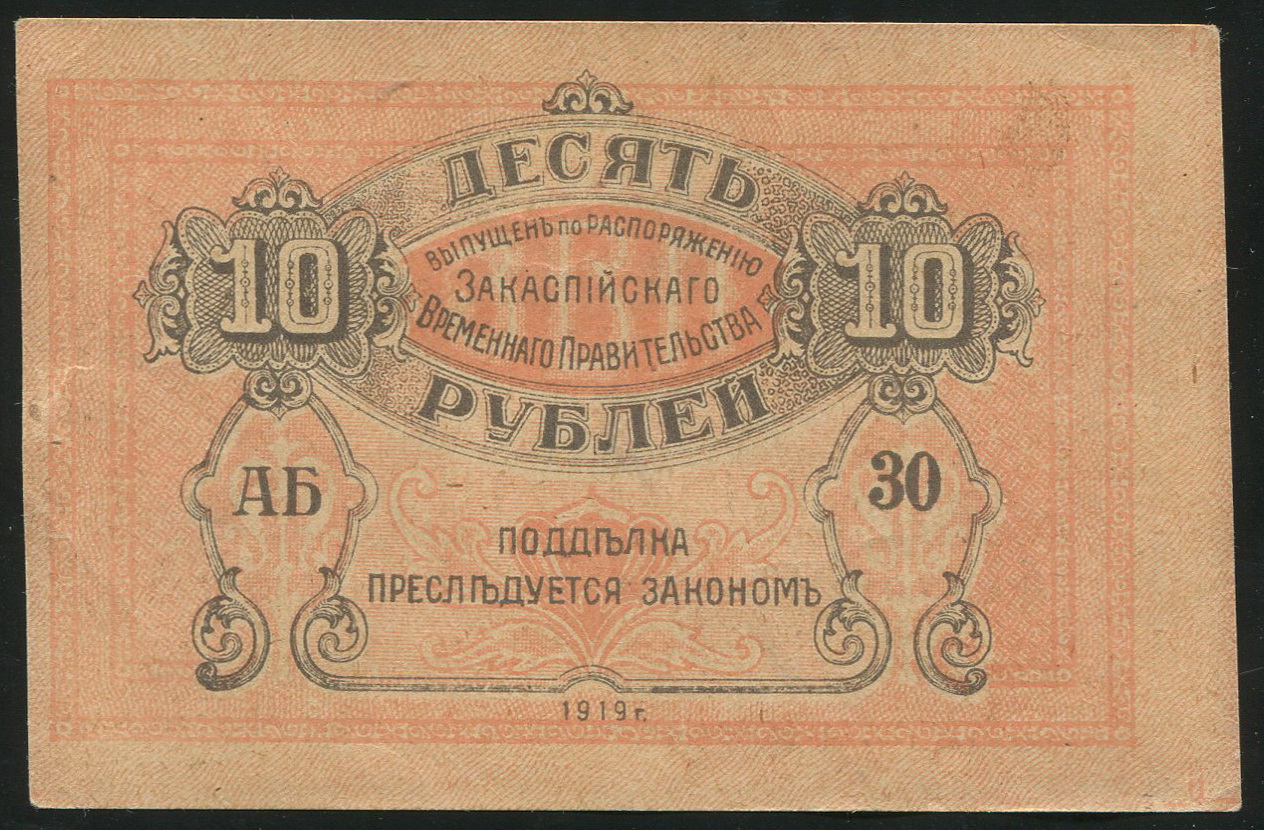 ДЕСЯТЬ
ВЫПУЩЕНЪ ПО РАСПОРЯЖЕНІЮ
10 ЗАКАСПІЙСКАГО 10
ВРЕМЕННАГО ПРАВИТЕЛЬСТВА
РУБЛЕЙ
АБ 30
ПОДДѢЛКА
ПРЕСЛѢДУЕТСЯ ЗАКОНОМЪ
1919 г.